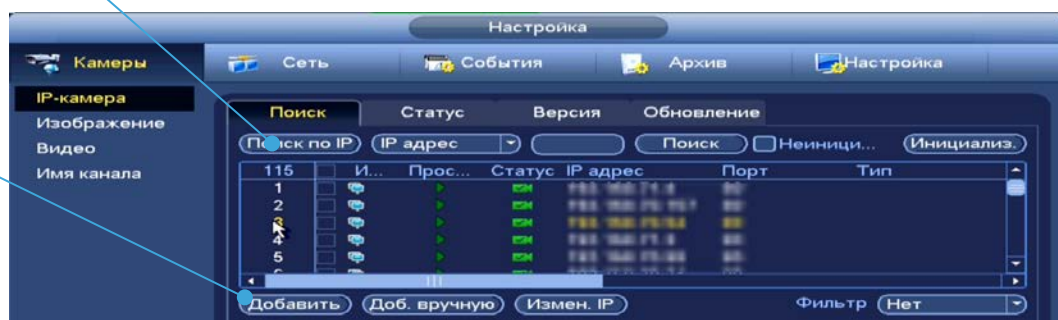 Настройка
Камеры Сеть События Архив Настройка
IP-камера
Изображение
Видео
Имя канала
Поиск Статус Версия Обновление
Поиск по IP IP адрес Поиск Неиници... Инициализ.
115 И... Прос... Статус IP адрес Порт Тип
1
2
3
4
5
Добавить Доб. вручную Измен. IP Фильтр Нет